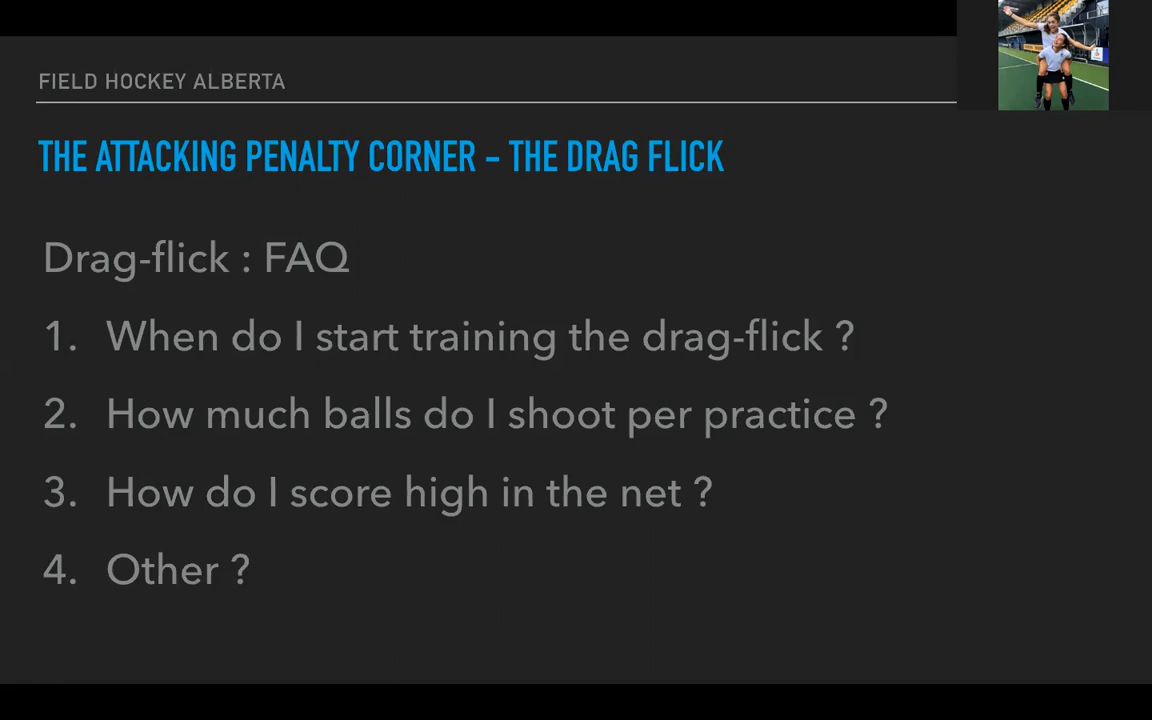 FIELD HOCKEY ALBERTA
THE ATTACKING PENALTY CORNER - THE DRAG FLICK
Drag-flick : FAQ
1. When do I start training the drag-flick ?
2. How much balls do I shoot per practice ?
3. How do I score high in the net ?
4. Other ?